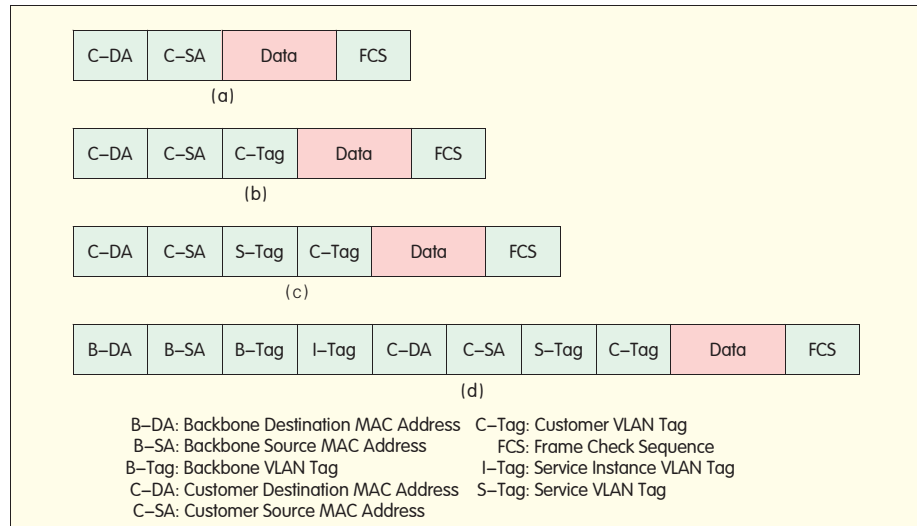 C–DA C–SA Data FCS
(a)
C–DA C–SA C–Tag Data FCS
(b)
C–DA C–SA S–Tag C–Tag Data FCS
(c)
B–DA B–SA B–Tag I–Tag C–DA C–SA S–Tag C–Tag Data FCS
(d)
B–DA: Backbone Destination MAC Address C–Tag: Customer VLAN Tag
B–SA: Backbone Source MAC Address FCS: Frame Check Sequence
B–Tag: Backbone VLAN Tag I–Tag: Service Instance VLAN Tag
C–DA: Customer Destination MAC Address S–Tag: Service VLAN Tag
C–SA: Customer Source MAC Address